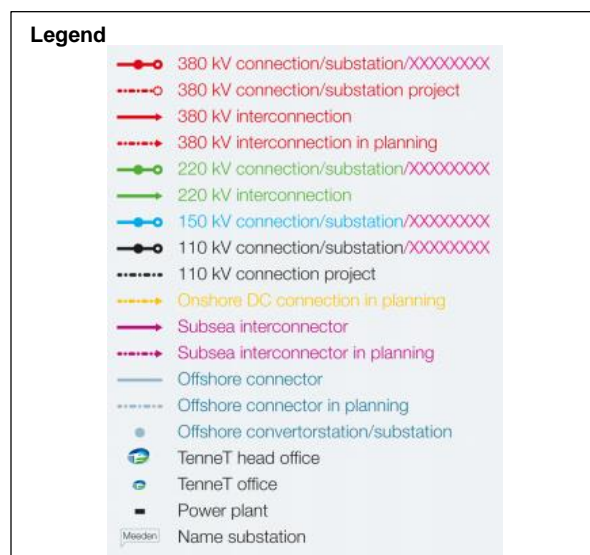 Legend
380 kV connection/substation/XXXXXXXX
380 kV connection/substation project
380 kV interconnection
380 kV interconnection in planning
220 kV connection/substation/XXXXXXXX
220 kV interconnection
150 kV connection/substation/XXXXXXXX
110 kV connection/substation/XXXXXXXX
110 kV connection project
Onshore DC connection in planning
Subsea interconnector
Subsea interconnector in planning
Offshore connector
Offshore connector in planning
Offshore convertorstation/substation
TenneT head office
TenneT office
Power plant
Meeden Name substation